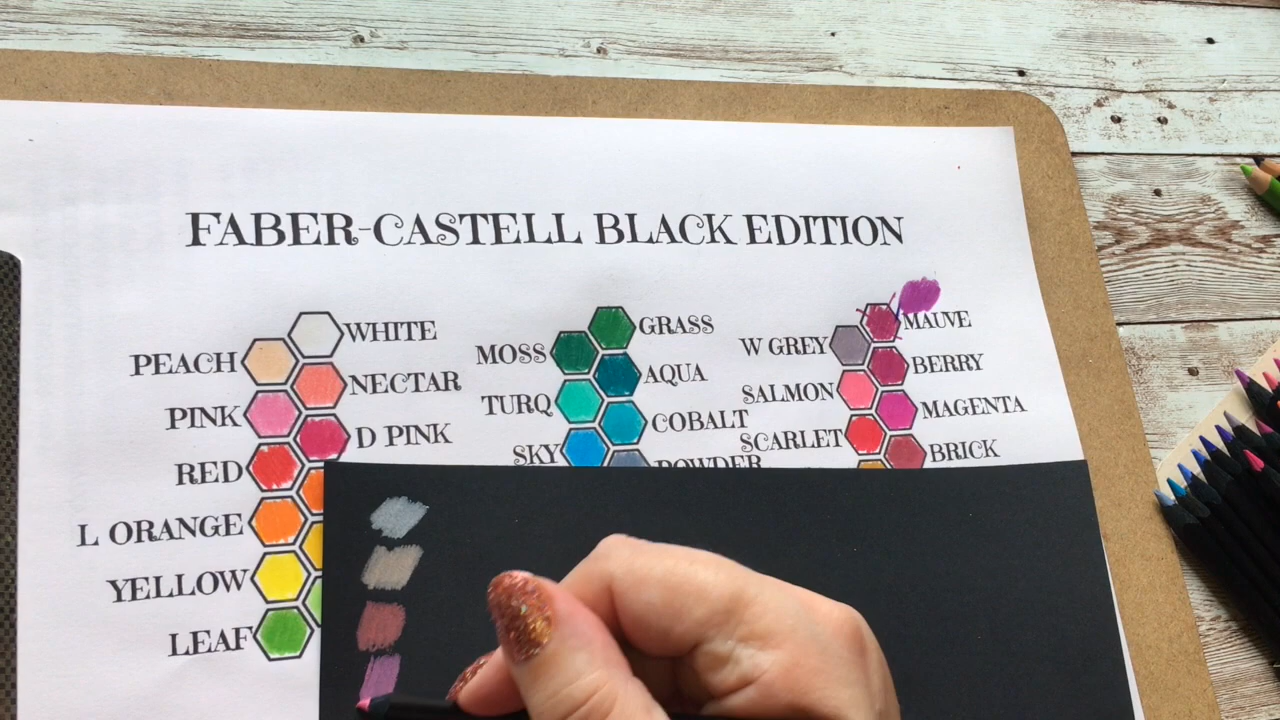 FABER-CASTELL BLACK EDITION
WHITE
PEACH
NECTAR
PINK
D PINK
RED
L ORANGE
YELLOW
LEAF
GRASS
MOSS
AQUA
TURQ
COBALT
SKY
POWDER
MAUVE
W GREY
BERRY
SALMON
MAGENTA
SCARLET
BRICK